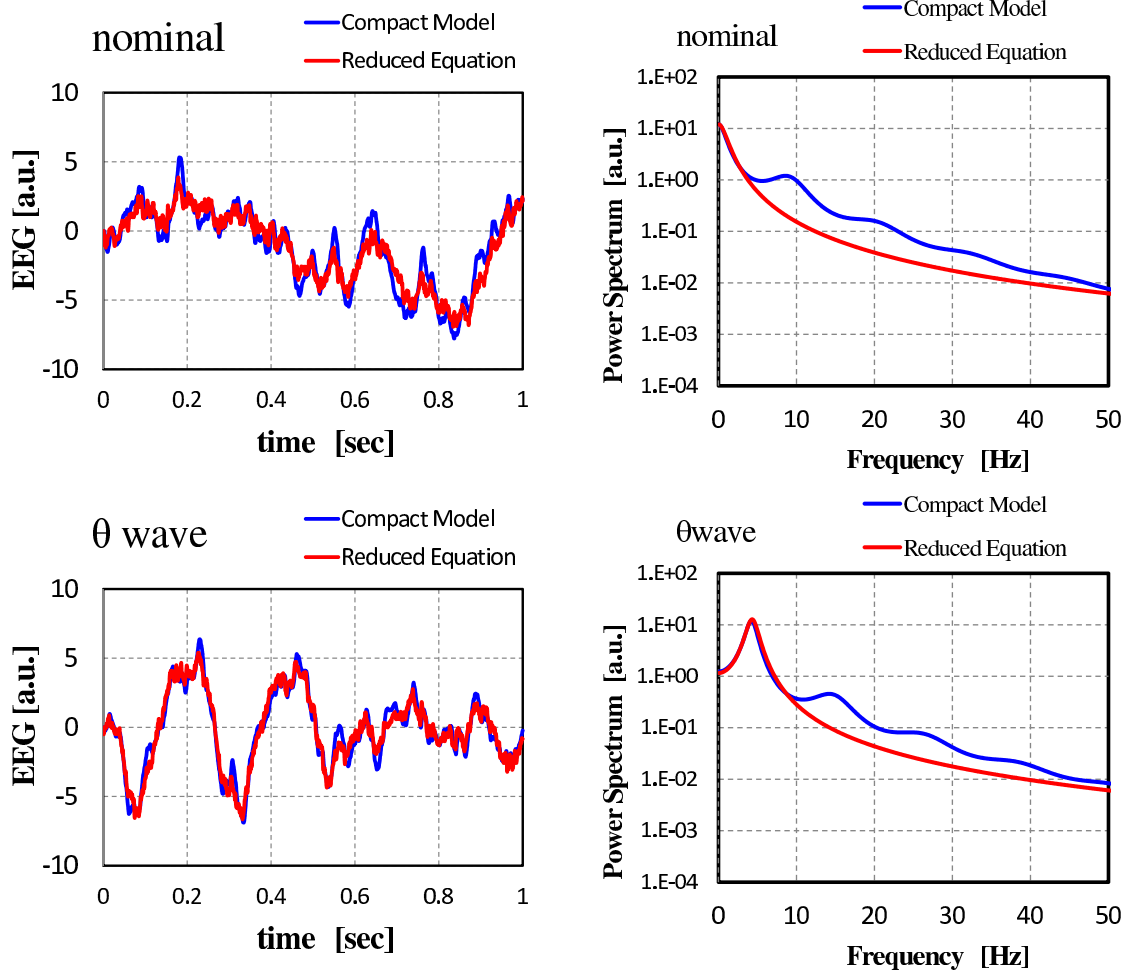 nominal
Compact Model
Reduced Equation
EEG [a.u.]
10
5
0
-5
-10
0 0.2 0.4 0.6 0.8 1
time [sec]
nominal
Compact Model
Reduced Equation
Power Spectrum [a.u.]
1.E+02
1.E+01
1.E+00
1.E-01
1.E-02
1.E-03
1.E-04
0 10 20 30 40 50
Frequency [Hz]
θ wave
Compact Model
Reduced Equation
EEG [a.u.]
10
5
0
-5
-10
0 0.2 0.4 0.6 0.8 1
time [sec]
θwave
Compact Model
Reduced Equation
Power Spectrum [a.u.]
1.E+02
1.E+01
1.E+00
1.E-01
1.E-02
1.E-03
1.E-04
0 10 20 30 40 50
Frequency [Hz]